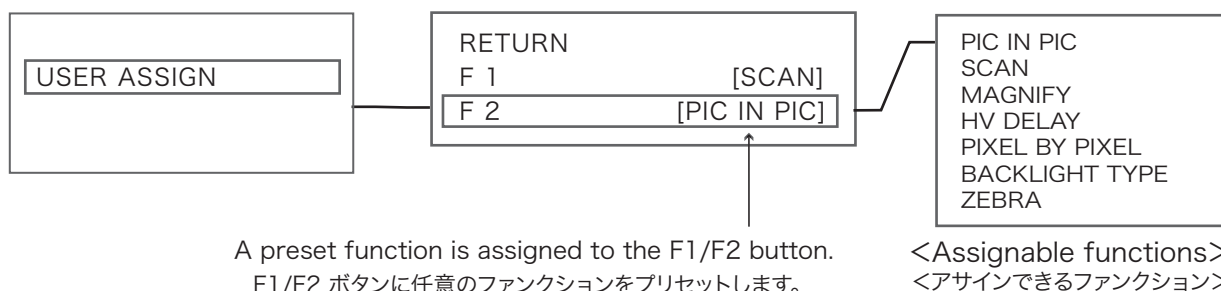 USER ASSIGN
RETURN
F 1 [SCAN]
F 2 [PIC IN PIC]
PIC IN PIC
SCAN
MAGNIFY
HV DELAY
PIXEL BY PIXEL
BACKLIGHT TYPE
ZEBRA
A preset function is assigned to the F1/F2 button.
F1/F2 ボタンに任意のファンクションをプリセットします。
<Assignable functions>
<アサインできるファンクション>